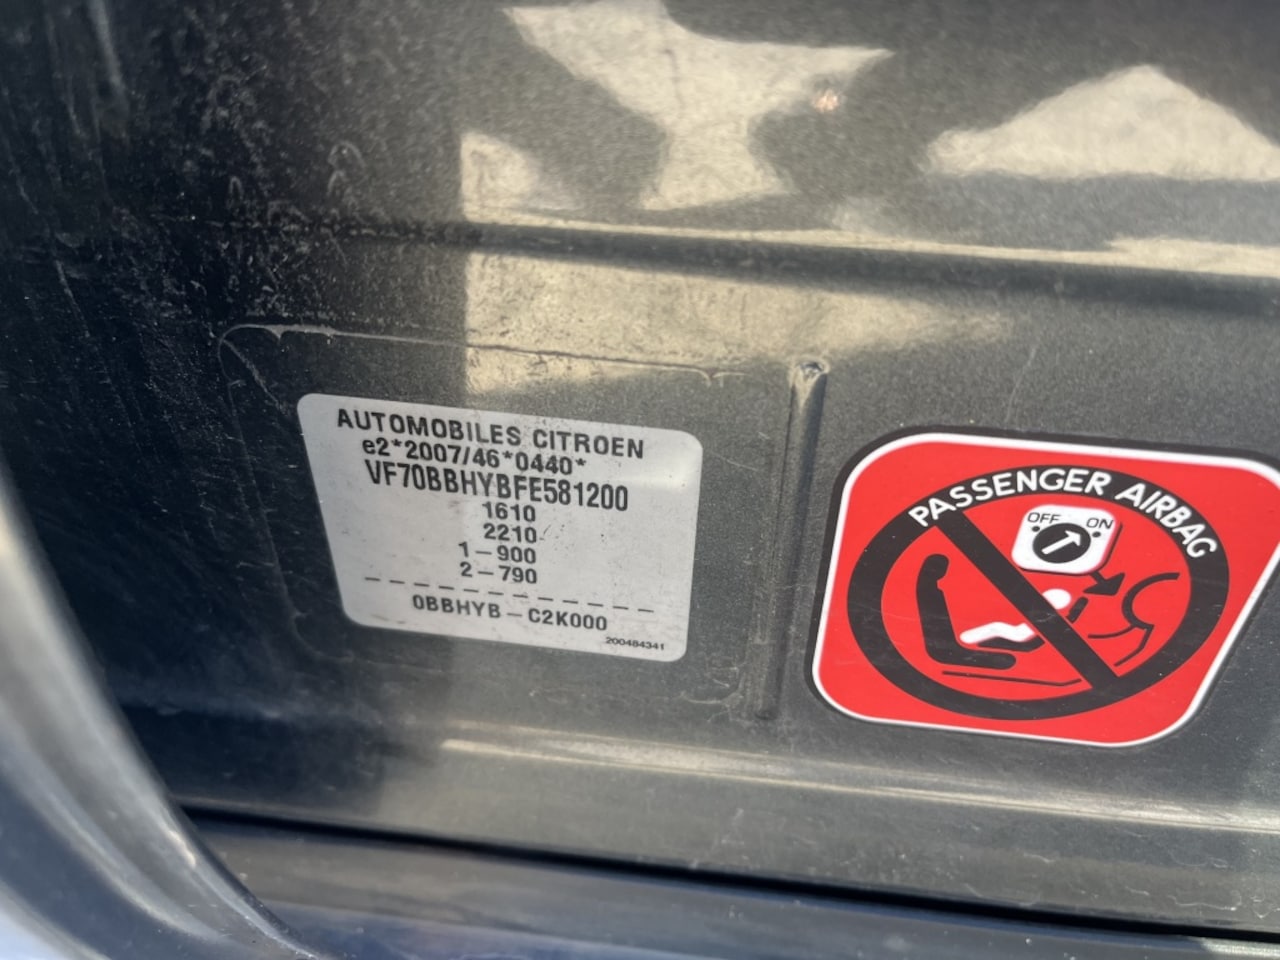 AUTOMOBILES CITROEN
e2*2007/46*0440*
VF70BBHYBFE581200
1610
2210
1-900
2-790
0BBHYB-C2K000
200484341
PASSENGER AIRBAG
OFF ON